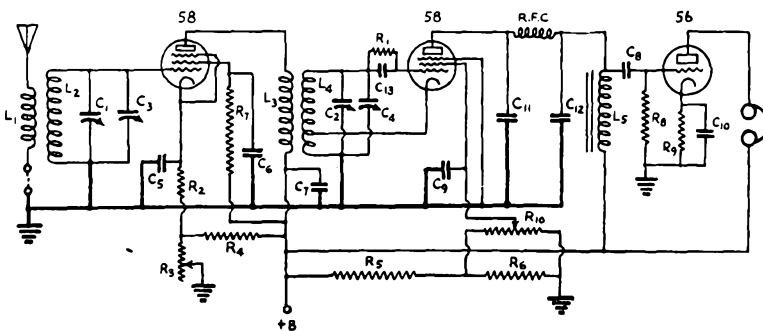 58
58
R.F.C
56
L1
L2
C1
C3
R7
L3
L4
R1
C13
C2
C4
C11
C12
L5
C8
R8
R9
C10
C5
R2
C6
C7
C9
R3
R4
R10
R5
R6
+B